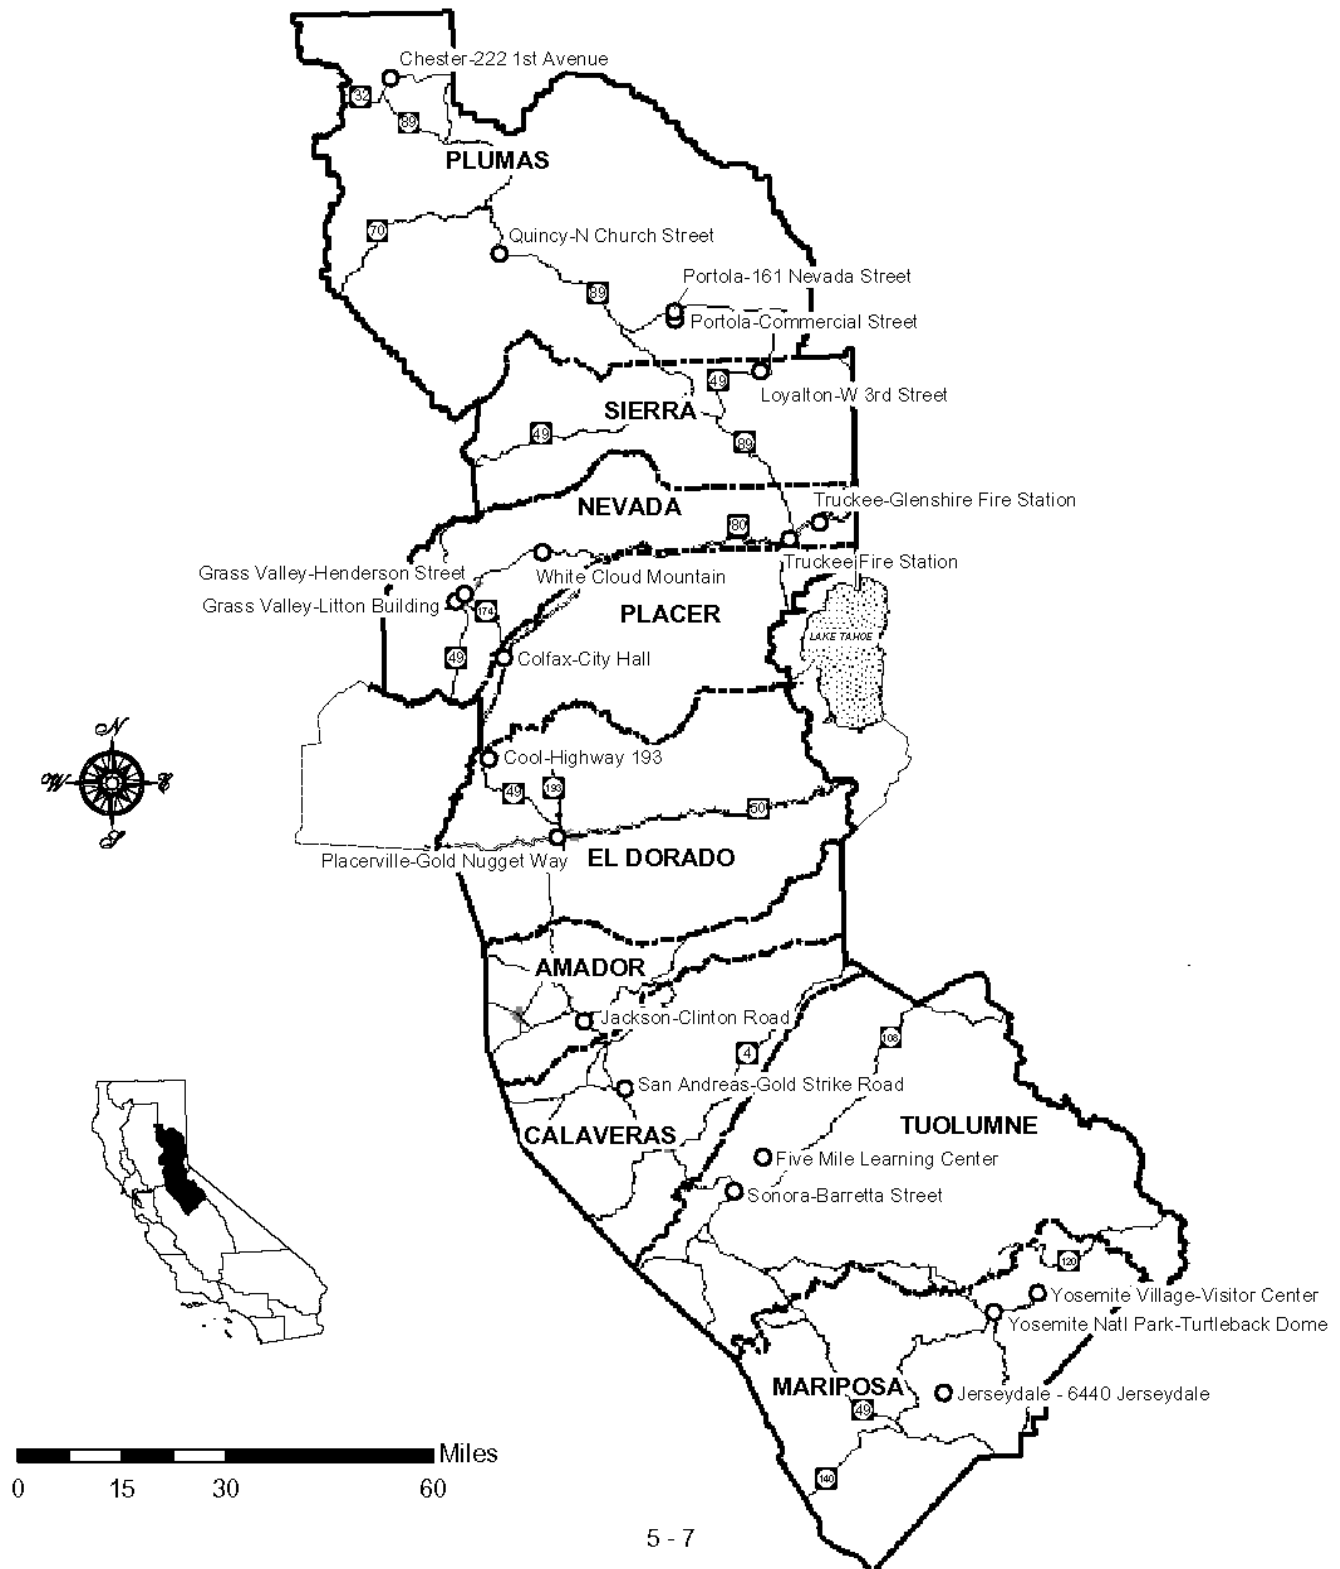 Chester-222 1st Avenue
32
89
PLUMAS
70
Quincy-N Church Street
Portola-161 Nevada Street
89
Portola-Commercial Street
49
Loyalton-W 3rd Street
SIERRA
49
89
NEVADA
Truckee-Glenshire Fire Station
80
Truckee Fire Station
Grass Valley-Henderson Street
White Cloud Mountain
Grass Valley-Litton Building
174
PLACER
LAKE TAHOE
49
Colfax-City Hall
N
W
E
S
Cool-Highway 193
49
193
50
Placerville-Gold Nugget Way
EL DORADO
AMADOR
Jackson-Clinton Road
108
4
San Andreas-Gold Strike Road
TUOLUMNE
CALAVERAS
Five Mile Learning Center
Sonora-Barretta Street
120
Yosemite Village-Visitor Center
Yosemite Natl Park-Turtleback Dome
MARIPOSA
Jerseydale - 6440 Jerseydale
49
140
Miles
0 15 30 60
5 - 7